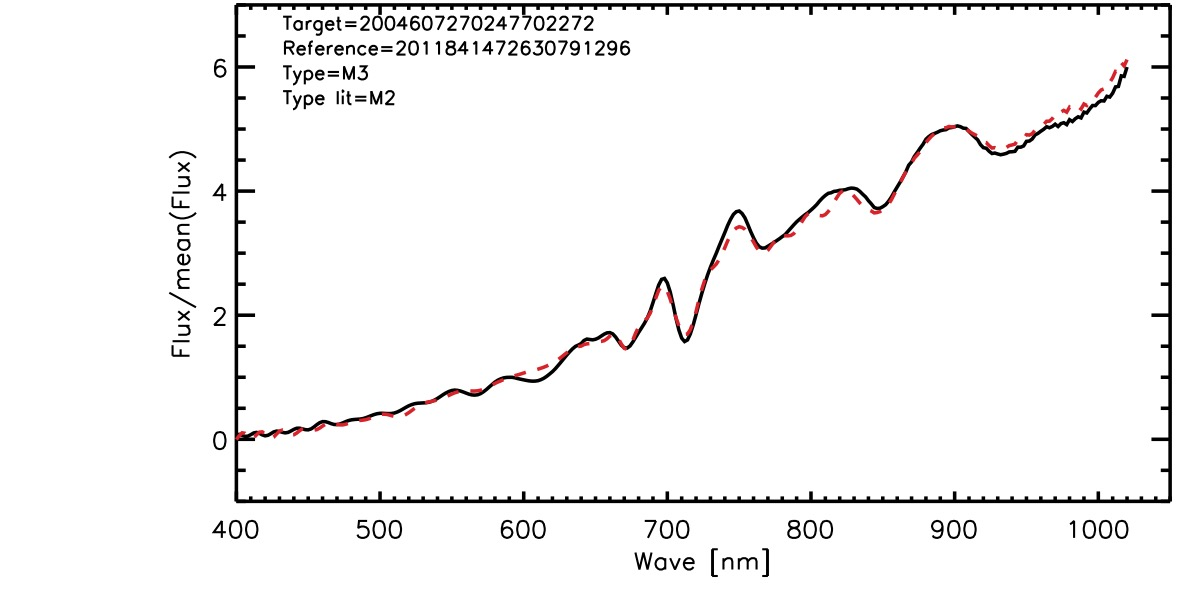 Target=2004607270247702272
Reference=2011841472630791296
Type=M3
Type lit=M2
6
4
2
0
Flux/mean(Flux)
400 500 600 700 800 900 1000
Wave [nm]